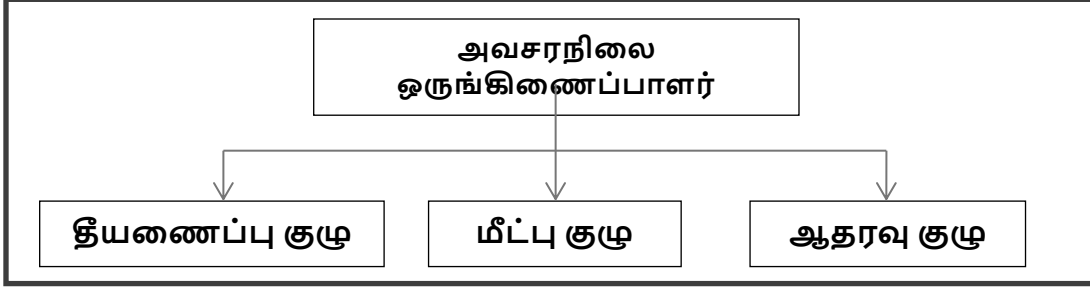 அவசரநிலை
ஒருங்கிணைப்பாளர்
தீயணைப்பு குழு
மீட்பு குழு
ஆதரவு குழு